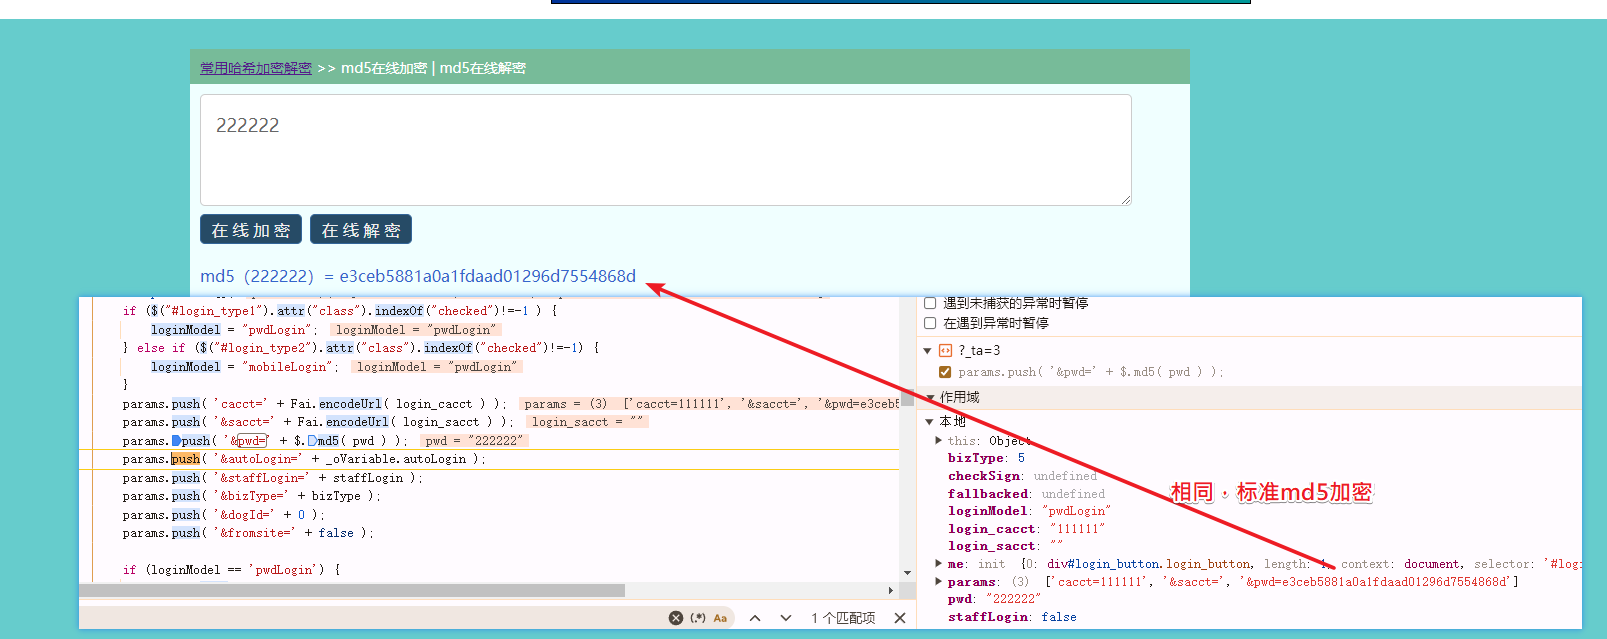 常用哈希加密解密 >> md5在线加密 | md5在线解密
222222
在线加密 在线解密
md5（222222）= e3ceb5881a0a1fdaad01296d7554868d
if ($("#login_type1").attr("class").indexOf("checked")!=-1 ) {
loginModel = "pwdLogin"; loginModel = "pwdLogin"
} else if ($("#login_type2").attr("class").indexOf("checked")!=-1) {
loginModel = "mobileLogin"; loginModel = "pwdLogin"
}
params.push( 'cacct=' + Fai.encodeUrl( login_cacct ) ); params = (3) ['cacct=111111', '&sacct=', '&pwd=e3ceb5
params.push( '&sacct=' + Fai.encodeUrl( login_sacct ) ); login_sacct = ""
params.push( '&pwd=' + $.md5( pwd ) ); pwd = "222222"
params.push( '&autoLogin=' + _oVariable.autoLogin );
params.push( '&staffLogin=' + staffLogin );
params.push( '&bizType=' + bizType );
params.push( '&dogId=' + 0 );
params.push( '&fromsite=' + false );
if (loginModel == 'pwdLogin') {
(.*) Aa 1 个匹配项
遇到未捕获的异常时暂停
在遇到异常时暂停
?_ta=3
params.push( '&pwd=' + $.md5( pwd ) );
作用域
本地
this: Object
bizType: 5
checkSign: undefined
fallbacked: undefined
loginModel: "pwdLogin"
login_cacct: "111111"
login_sacct: ""
me: init {0: div#login_button.login_button, length: 1, context: document, selector: '#logi
params: (3) ['cacct=111111', '&sacct=', '&pwd=e3ceb5881a0a1fdaad01296d7554868d']
pwd: "222222"
staffLogin: false
相同，标准md5加密